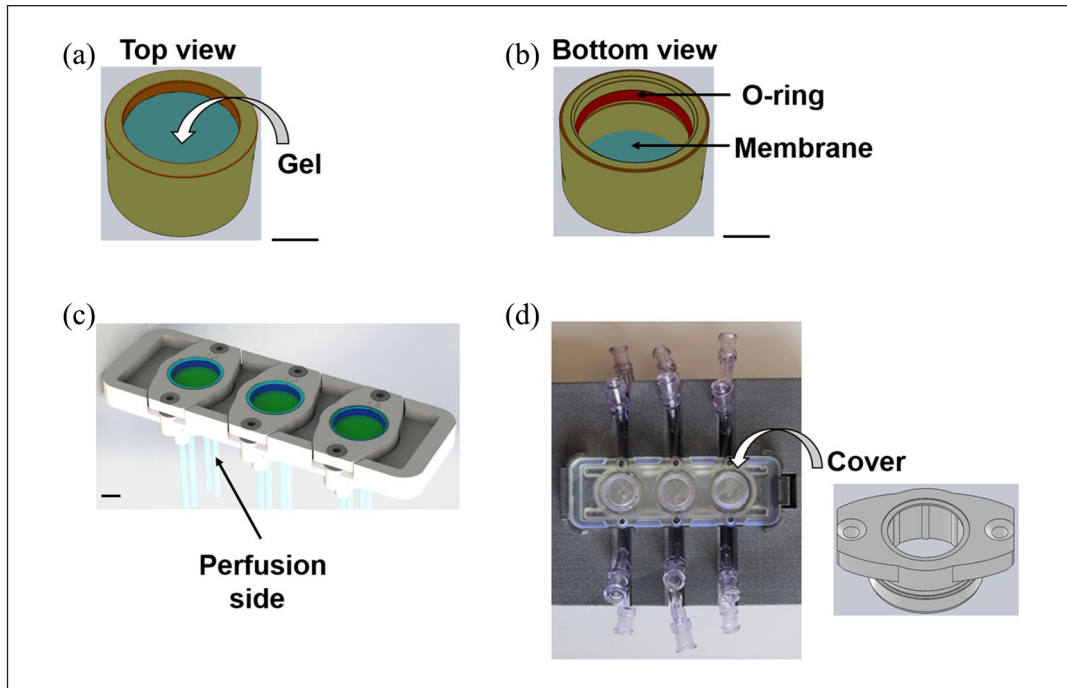 (a)
Top view
Gel
(b)
Bottom view
O-ring
Membrane
(c)
Perfusion
side
(d)
Cover